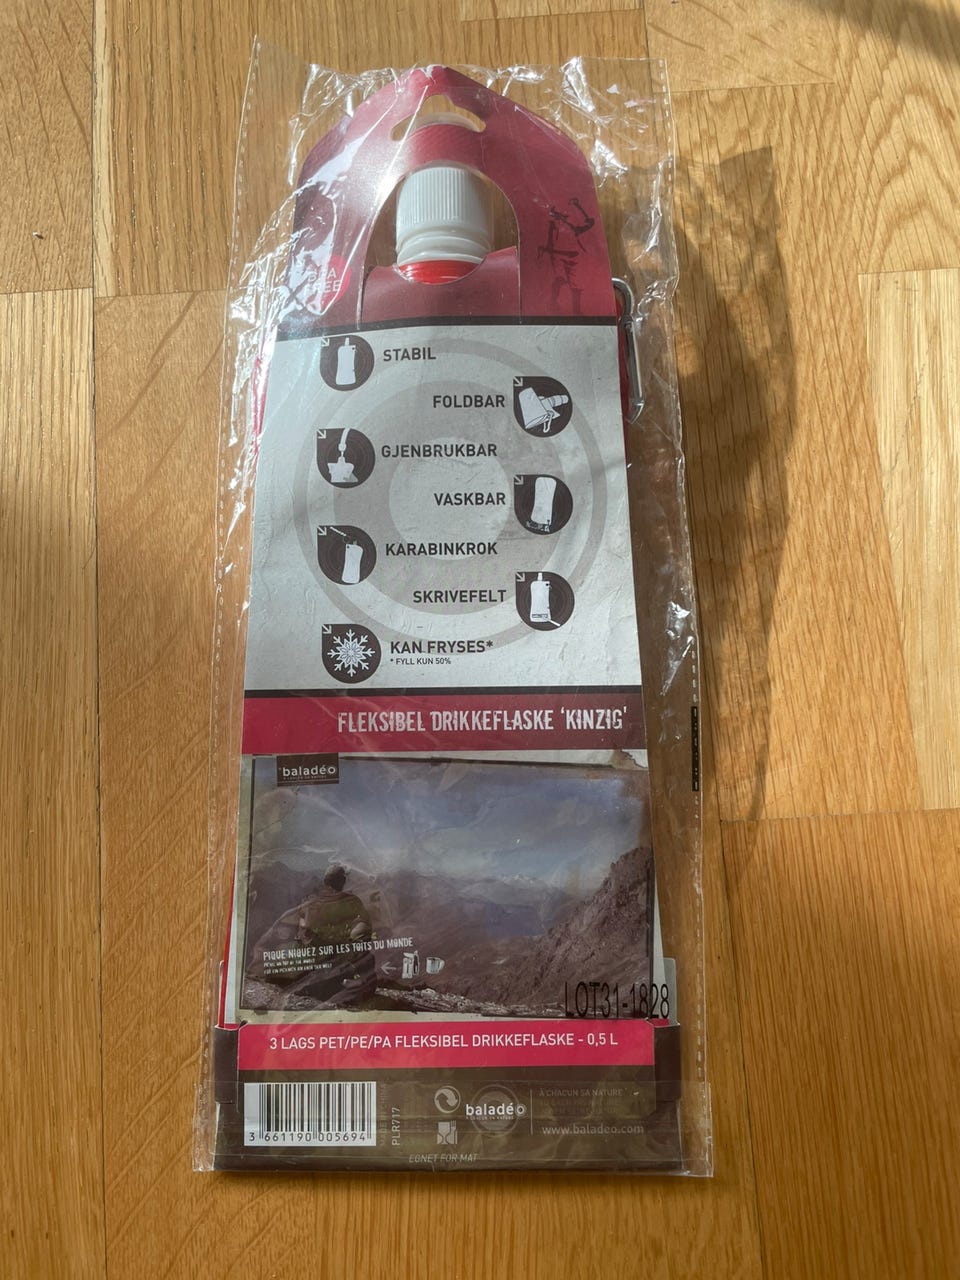 BPA
FREE
STABIL
FOLDBAR
GJENBRUKBAR
VASKBAR
KARABINKROK
SKRIVEFELT
KAN FRYSES*
* FYLL KUN 50%
FLEKSIBEL DRIKKEFLASKE 'KINZIG'
baladéo
PIQUE NIQUEZ SUR LES TOITS DU MONDE
LOT31-1828
3 LAGS PET/PE/PA FLEKSIBEL DRIKKEFLASKE - 0,5 L
3 661190 005694
PLR717
baladéo
À CHACUN SA NATURE
www.baladeo.com
EGNET FOR MAT